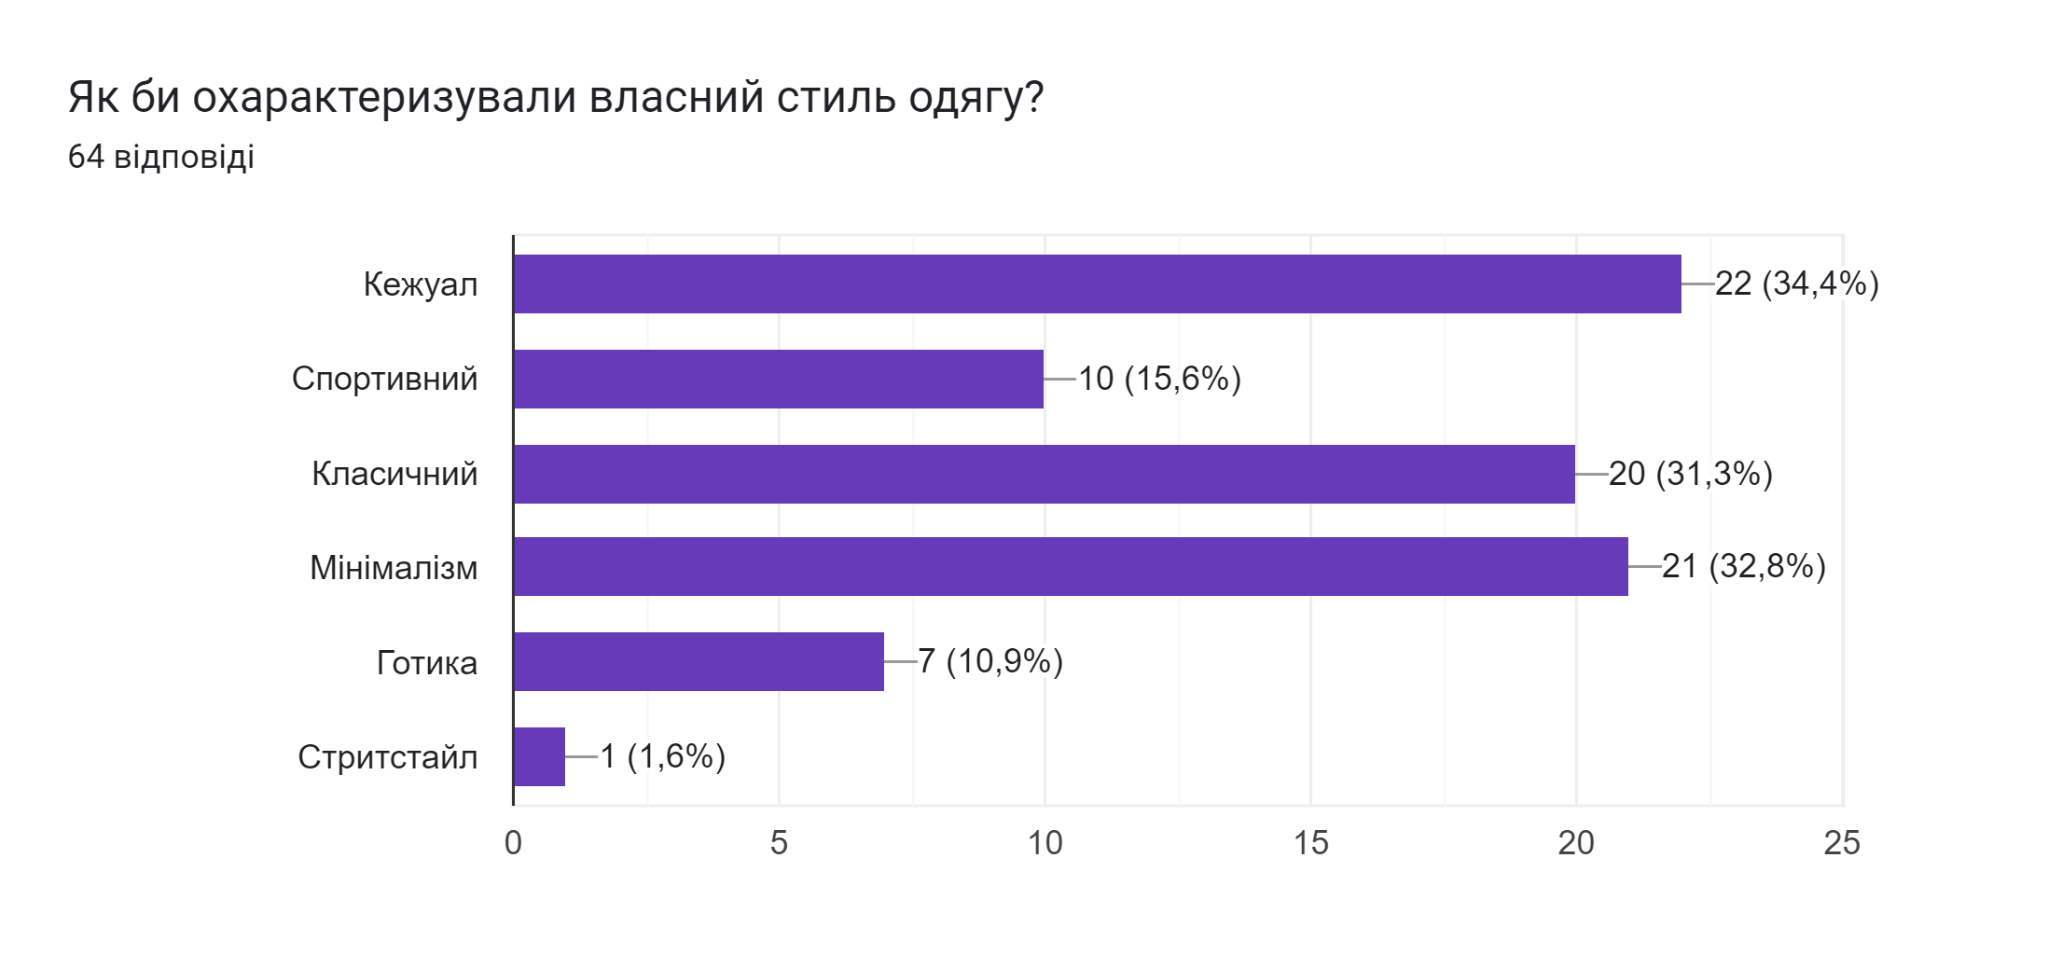 Як би охарактеризували власний стиль одягу?
64 відповіді
Кежуал 22 (34,4%)
Спортивний 10 (15,6%)
Класичний 20 (31,3%)
Мінімалізм 21 (32,8%)
Готика 7 (10,9%)
Стритстайл 1 (1,6%)
0 5 10 15 20 25